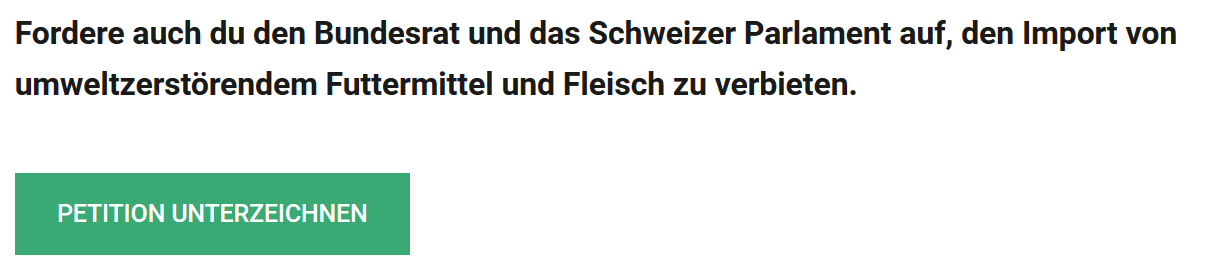 Fordere auch du den Bundesrat und das Schweizer Parlament auf, den Import von
umweltzerstörendem Futtermittel und Fleisch zu verbieten.
PETITION UNTERZEICHNEN